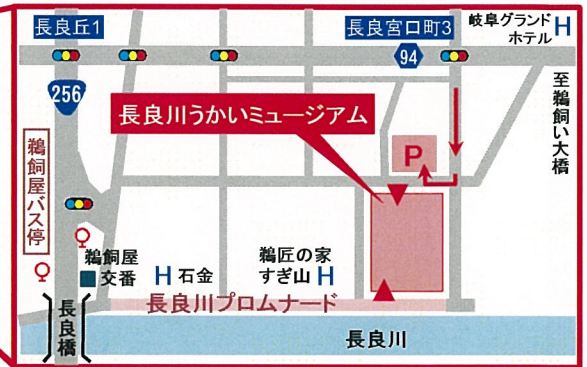 長良丘1
長良宮口町3
岐阜グランド
ホテル
H
94
256
至鵜飼い大橋
長良川うかいミュージアム
P
鵜飼屋バス停
鵜飼屋
交番
H 石金
鵜匠の家
すぎ山 H
長良川プロムナード
長良橋
長良川